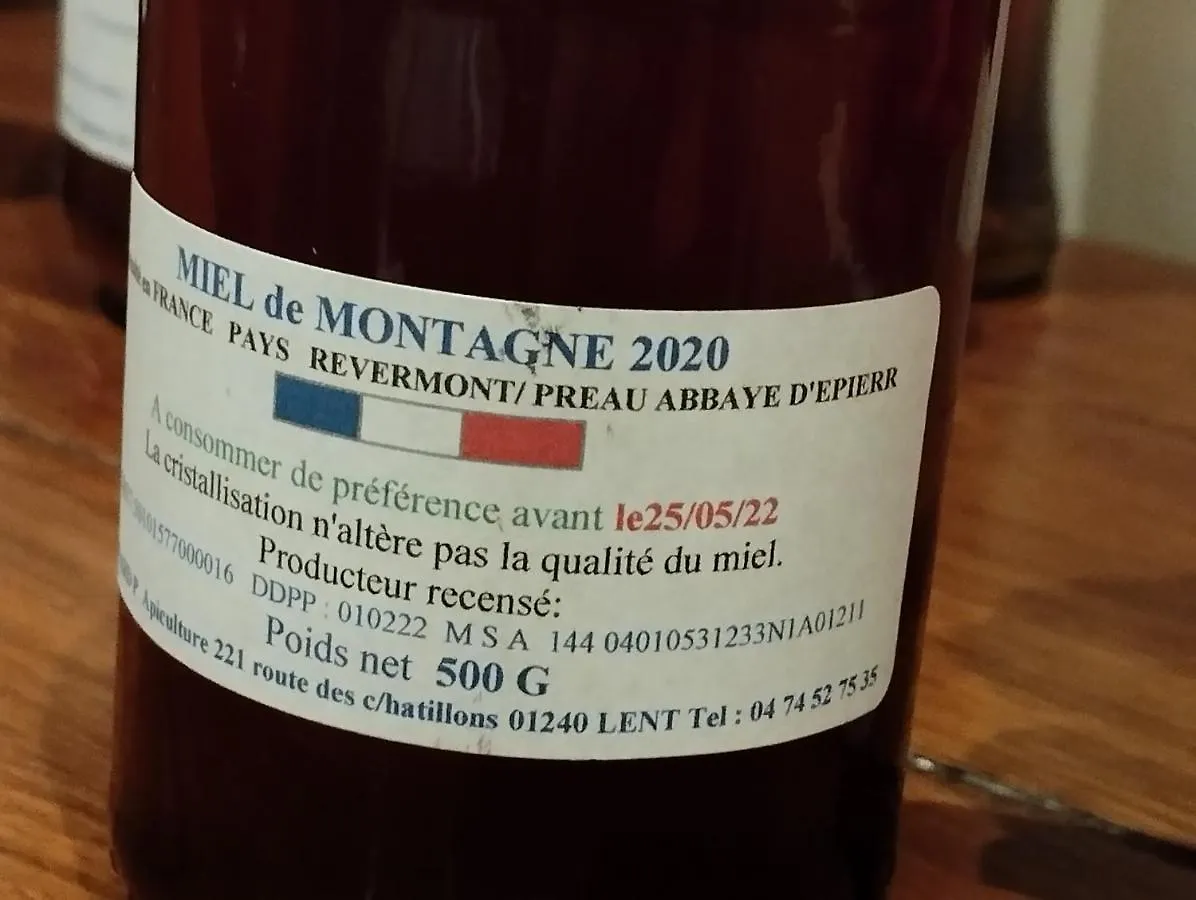 MIEL de MONTAGNE 2020
en FRANCE PAYS REVERMONT/ PREAU ABBAYE D'EPIERR
A consommer de préférence avant le25/05/22
La cristallisation n'altère pas la qualité du miel.
Producteur recensé:
DDPP : 010222 M S A 144 04010531233N1A01211
Poids net 500 G
P Apiculture 221 route des c/hatillons 01240 LENT Tel : 04 74 52 75 35